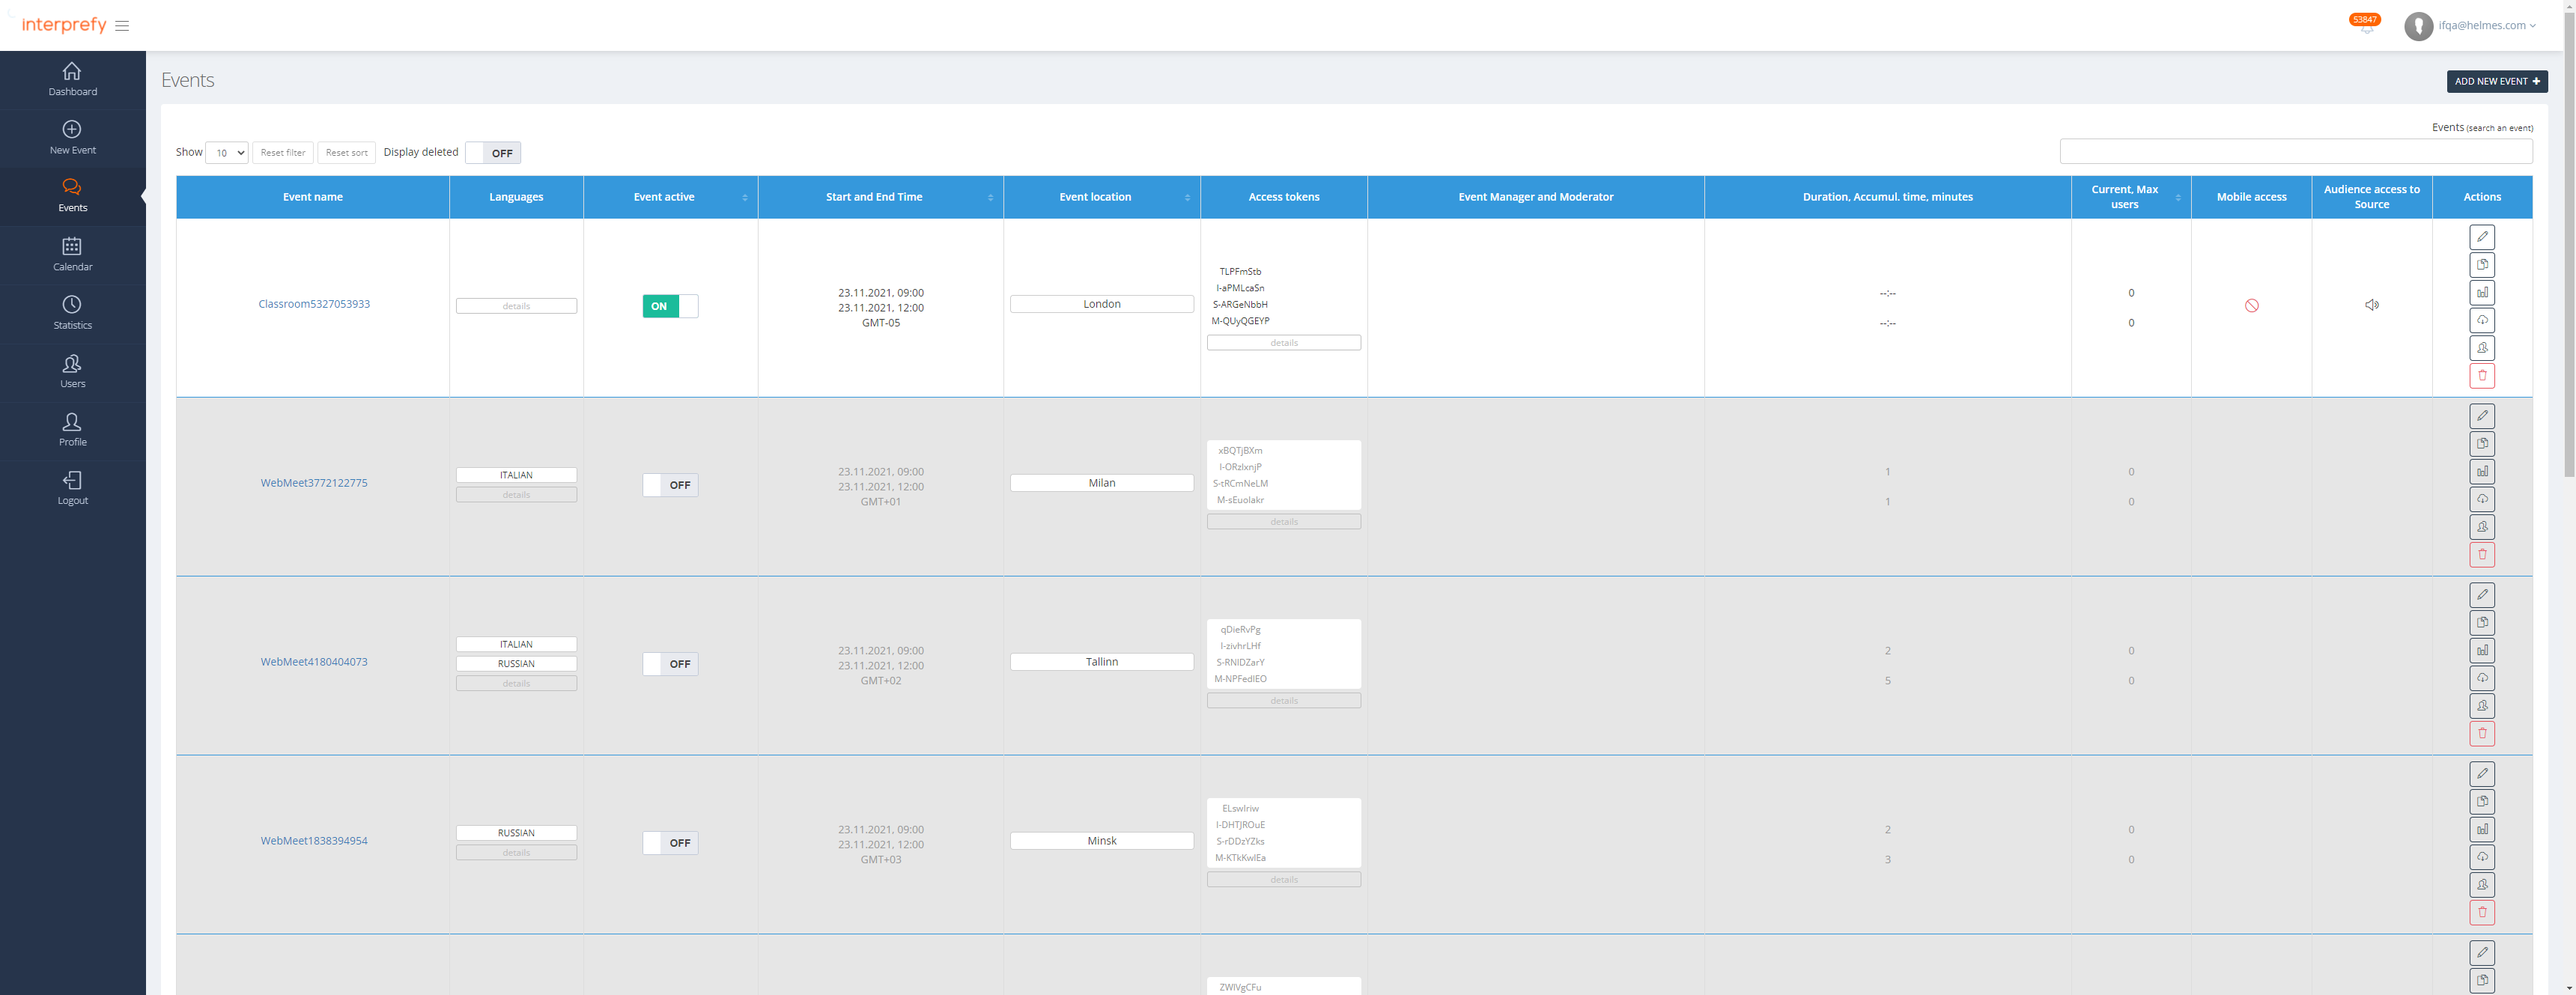 interprefy
53847
ifqa@helmes.com
Dashboard
New Event
Events
Calendar
Statistics
Users
Profile
Logout
Events
ADD NEW EVENT
Events (search an event)
Show 10 Reset filter Reset sort Display deleted OFF
Event name Languages Event active Start and End Time Event location Access tokens Event Manager and Moderator Duration, Accumul. time, minutes Current, Max users Mobile access Audience access to Source Actions
Classroom5327053933
details
ON
23.11.2021, 09:00
23.11.2021, 12:00
GMT-05
London
TLPFmStb
I-aPMLcaSn
S-ARGeNbbH
M-QUyQGEYP
details
--:--
--:--
0
0
WebMeet3772122775
ITALIAN
details
OFF
23.11.2021, 09:00
23.11.2021, 12:00
GMT+01
Milan
xBQTjBXm
I-ORzlxnjP
S-tRCmNeLM
M-sEuolakr
details
1
1
0
0
WebMeet4180404073
ITALIAN
RUSSIAN
details
OFF
23.11.2021, 09:00
23.11.2021, 12:00
GMT+02
Tallinn
qDieRvPg
I-zivhrLHf
S-RNIDZarY
M-NPFedIEO
details
2
5
0
0
WebMeet1838394954
RUSSIAN
details
OFF
23.11.2021, 09:00
23.11.2021, 12:00
GMT+03
Minsk
ELswlriw
I-DHTJROuE
S-rDDzYZks
M-KTkKwlEa
details
2
3
0
0
ZWlVgCFu